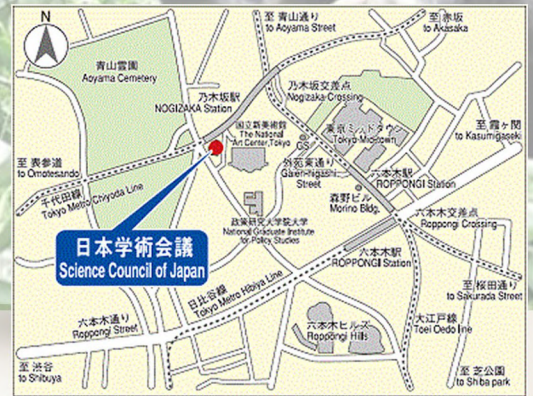 N
至 青山通り
to Aoyama Street
至 赤坂
to Akasaka
青山霊園
Aoyama Cemetery
乃木坂駅
NOGIZAKA Station
乃木坂交差点
Nogizaka-Crossing
国立新美術館
The National
Art Center,Tokyo
GS
東京ミッドタウン
Tokyo Mid-town
至 霞ヶ関
to Kasumigaseki
至 表参道
to Omotesando
千代田線
Tokyo Metro Chiyoda Line
外苑東通り
Gaien-higashi
Street
六本木駅
ROPPONGI Station
森野ビル
Morino Bldg.
政策研究大学院大学
National Graduate Institute
for Policy Studies
六本木交差点
Roppongi Crossing
日本学術会議
Science Council of Japan
六本木駅
ROPPONGI Station
日比谷線
Tokyo Metro Hibiya Line
至 桜田通り
to Sakurada Street
六本木通り
Roppongi Street
六本木ヒルズ
Roppongi Hills
大江戸線
Toei Oedo line
至 渋谷
to Shibuya
至 芝公園
to Shiba park